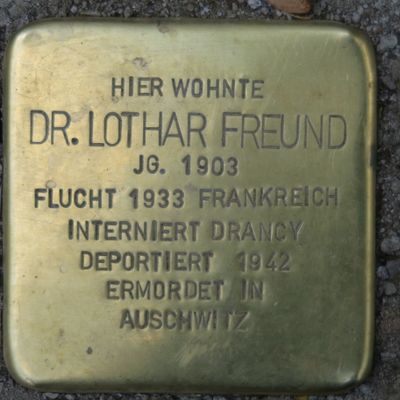 HIER WOHNTE
DR. LOTHAR FREUND
JG. 1903
FLUCHT 1933 FRANKREICH
INTERNIERT DRANCY
DEPORTIERT 1942
ERMORDET IN
AUSCHWITZ